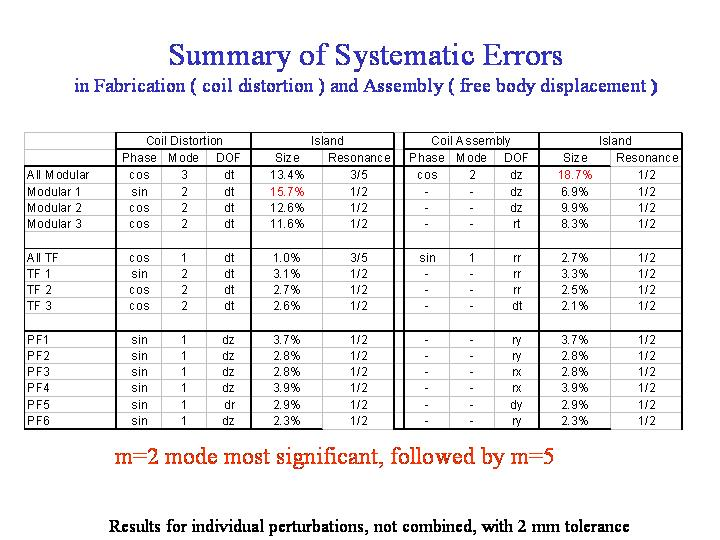 Summary of Systematic Errors
in Fabrication ( coil distortion ) and Assembly ( free body displacement )
Coil Distortion Island Coil Assembly Island
Phase Mode DOF Size Resonance Phase Mode DOF Size Resonance
All Modular cos 3 dt 13.4% 3/5 cos 2 dz 18.7% 1/2
Modular 1 sin 2 dt 15.7% 1/2 - - dz 6.9% 1/2
Modular 2 cos 2 dt 12.6% 1/2 - - dz 9.9% 1/2
Modular 3 cos 2 dt 11.6% 1/2 - - rt 8.3% 1/2
All TF cos 1 dt 1.0% 3/5 sin 1 rr 2.7% 1/2
TF 1 sin 2 dt 3.1% 1/2 - - rr 3.3% 1/2
TF 2 cos 2 dt 2.7% 1/2 - - rr 2.5% 1/2
TF 3 cos 2 dt 2.6% 1/2 - - dt 2.1% 1/2
PF1 sin 1 dz 3.7% 1/2 - - ry 3.7% 1/2
PF2 sin 1 dz 2.8% 1/2 - - ry 2.8% 1/2
PF3 sin 1 dz 2.8% 1/2 - - rx 2.8% 1/2
PF4 sin 1 dz 3.9% 1/2 - - rx 3.9% 1/2
PF5 sin 1 dr 2.9% 1/2 - - dy 2.9% 1/2
PF6 sin 1 dz 2.3% 1/2 - - ry 2.3% 1/2
m=2 mode most significant, followed by m=5
Results for individual perturbations, not combined, with 2 mm tolerance